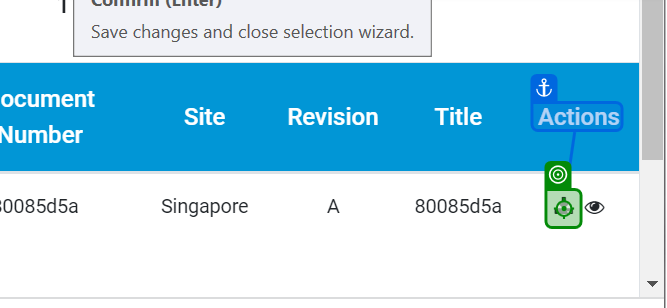 Confirm (Enter)
Save changes and close selection wizard.
ocument
Number
Site
Revision
Title
Actions
80085d5a
Singapore
A
80085d5a